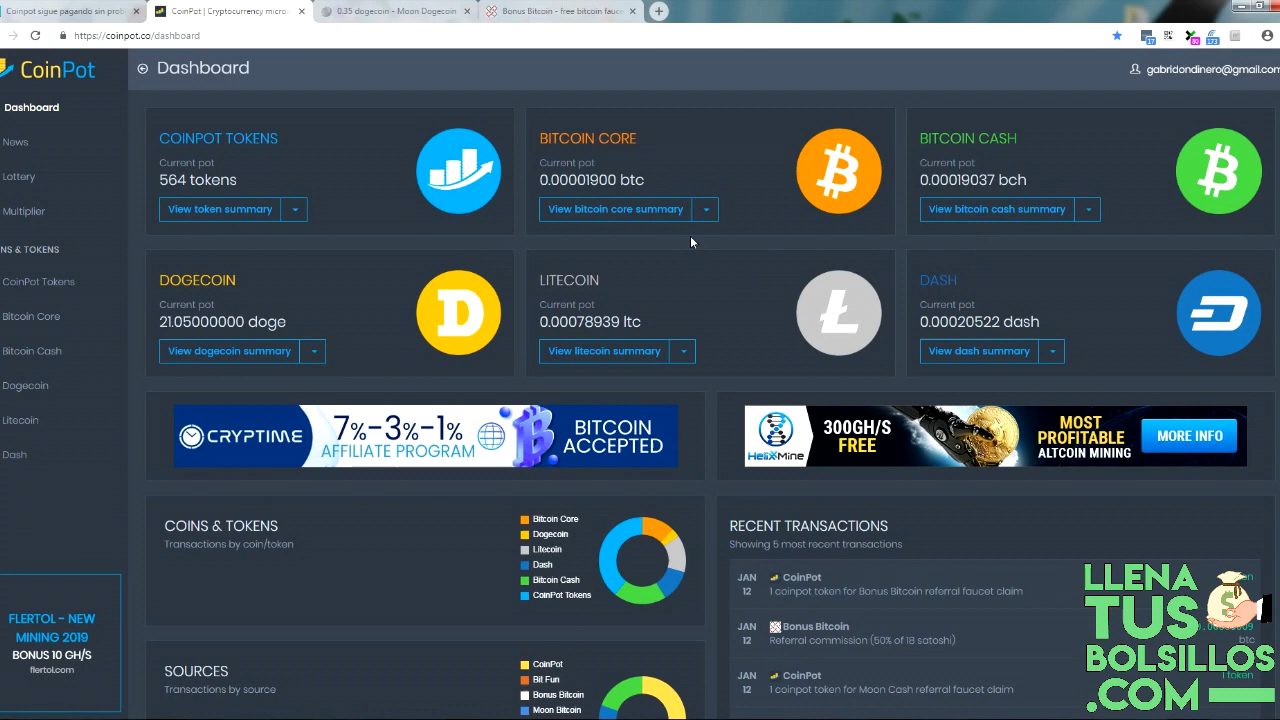 Coinpot sigue pagando sin pro
CoinPot | Cryptocurrency micro
0.35 dogecoin - Moon Dogecoin
Bonus Bitcoin - free bitcoin fauce
https://coinpot.co/dashboard
17
80
173
CoinPot
Dashboard
gabridondinero@gmail.com
Dashboard
News
Lottery
Multiplier
NS & TOKENS
CoinPot Tokens
Bitcoin Core
Bitcoin Cash
Dogecoin
Litecoin
Dash
COINPOT TOKENS
Current pot
564 tokens
View token summary
BITCOIN CORE
Current pot
0.00001900 btc
View bitcoin core summary
BITCOIN CASH
Current pot
0.00019037 bch
View bitcoin cash summary
DOGECOIN
Current pot
21.05000000 doge
View dogecoin summary
LITECOIN
Current pot
0.00078939 ltc
View litecoin summary
DASH
Current pot
0.00020522 dash
View dash summary
CRYPTIME
7%-3%-1%
AFFILIATE PROGRAM
BITCOIN
ACCEPTED
HelixMine
300GH/S
FREE
MOST
PROFITABLE
ALTCOIN MINING
MORE INFO
COINS & TOKENS
Transactions by coin/token
Bitcoin Core
Dogecoin
Litecoin
Dash
Bitcoin Cash
CoinPot Tokens
SOURCES
Transactions by source
CoinPot
Bit Fun
Bonus Bitcoin
Moon Bitcoin
RECENT TRANSACTIONS
Showing 5 most recent transactions
JAN
12
CoinPot
1 coinpot token for Bonus Bitcoin referral faucet claim
JAN
12
Bonus Bitcoin
Referral commission (50% of 18 satoshi)
btc
JAN
12
CoinPot
1 coinpot token for Moon Cash referral faucet claim
1 token
FLERTOL - NEW
MINING 2019
BONUS 10 GH/S
flertol.com
LLENA
TUS
BOLSILLOS
.COM